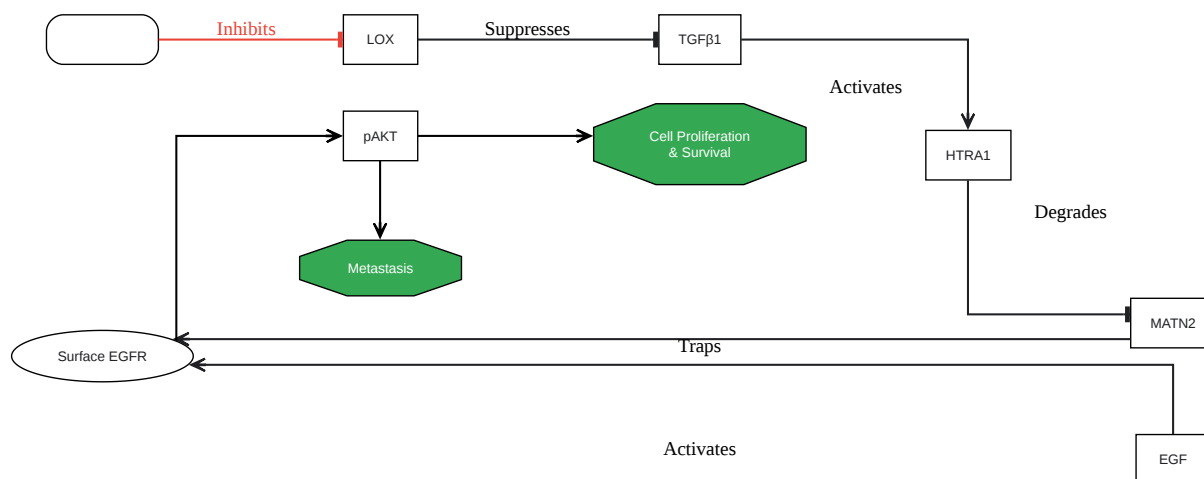 Inhibits
LOX
Suppresses
TGFβ1
Activates
pAKT
Cell Proliferation
& Survival
HTRA1
Degrades
Metastasis
MATN2
Traps
Surface EGFR
Activates
EGF